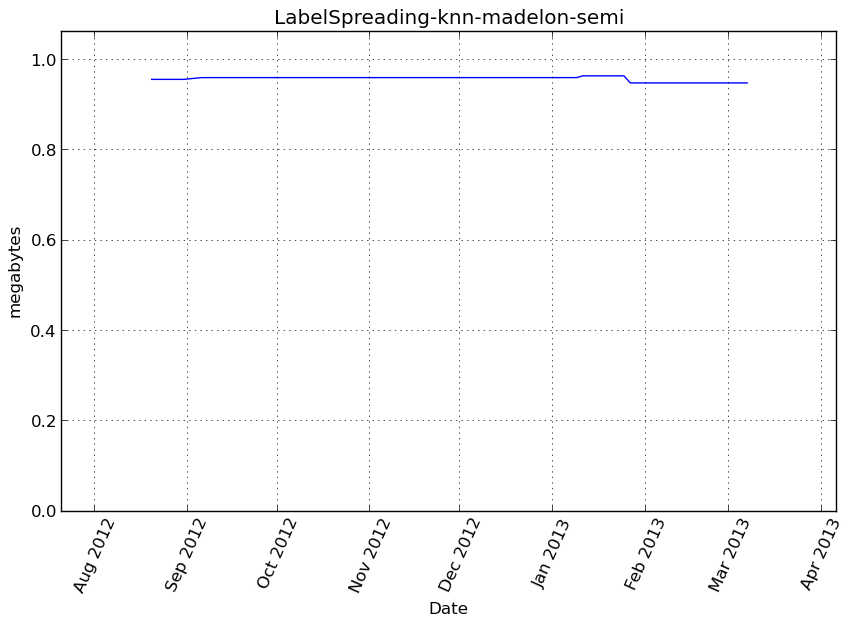 LabelSpreading-knn-madelon-semi
1.0
0.8
0.6
0.4
0.2
0.0
megabytes
Aug 2012
Sep 2012
Oct 2012
Nov 2012
Dec 2012
Jan 2013
Feb 2013
Mar 2013
Apr 2013
Date